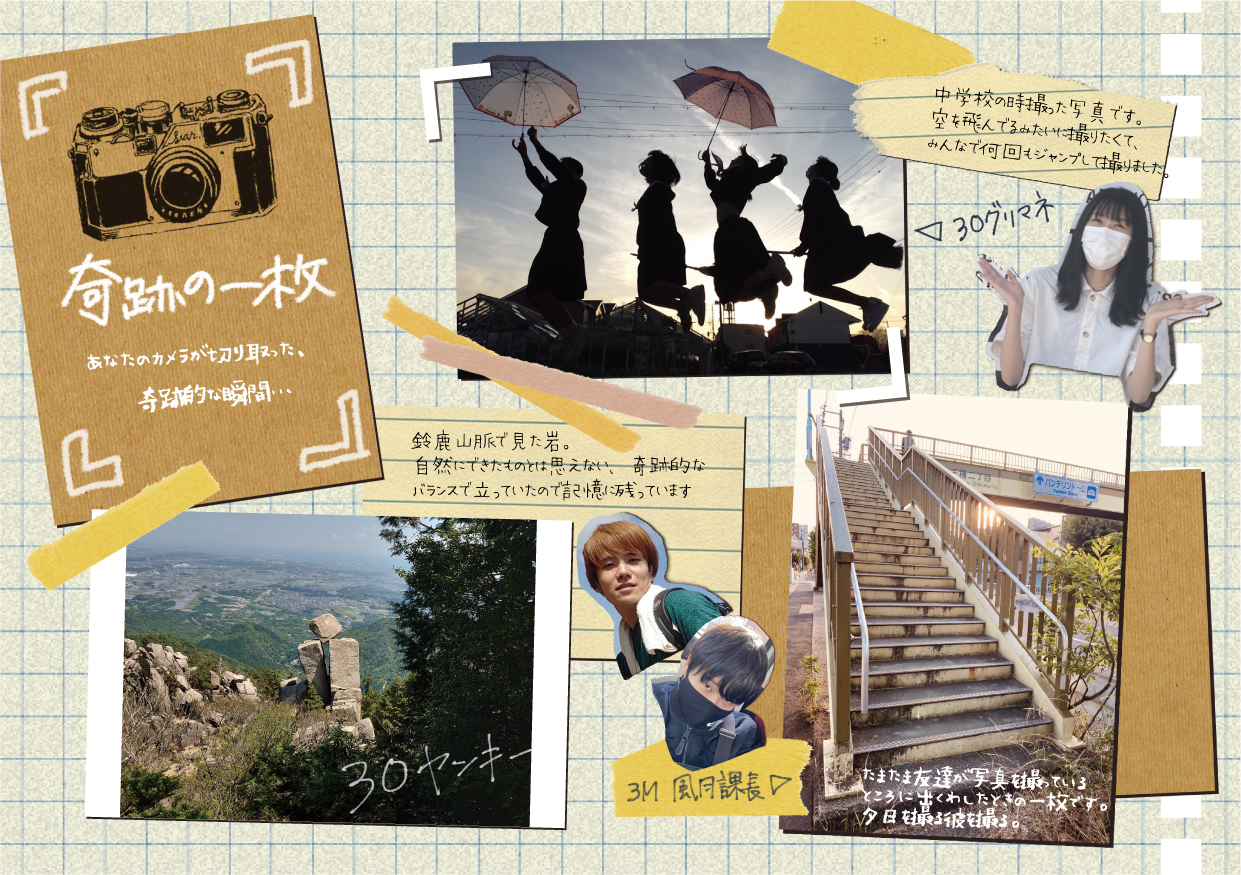 奇跡の一枚
あなたのカメラが切り取った、
奇跡的な瞬間…
中学校の時撮った写真です。
空を飛んでるみたいに撮りたくて、
みんなで何回もジャンプして撮りました。
◁ 30グリマネ
鈴鹿山脈で見た岩。
自然にできたものとは思えない、奇跡的な
バランスで立っていたので記憶に残っています
30ヤンキー
バンテリンドーム
3M 風月課長▷
たまたま友達が写真を撮っている
ところに出くわしたときの一枚です。
夕日を撮る彼を撮る。